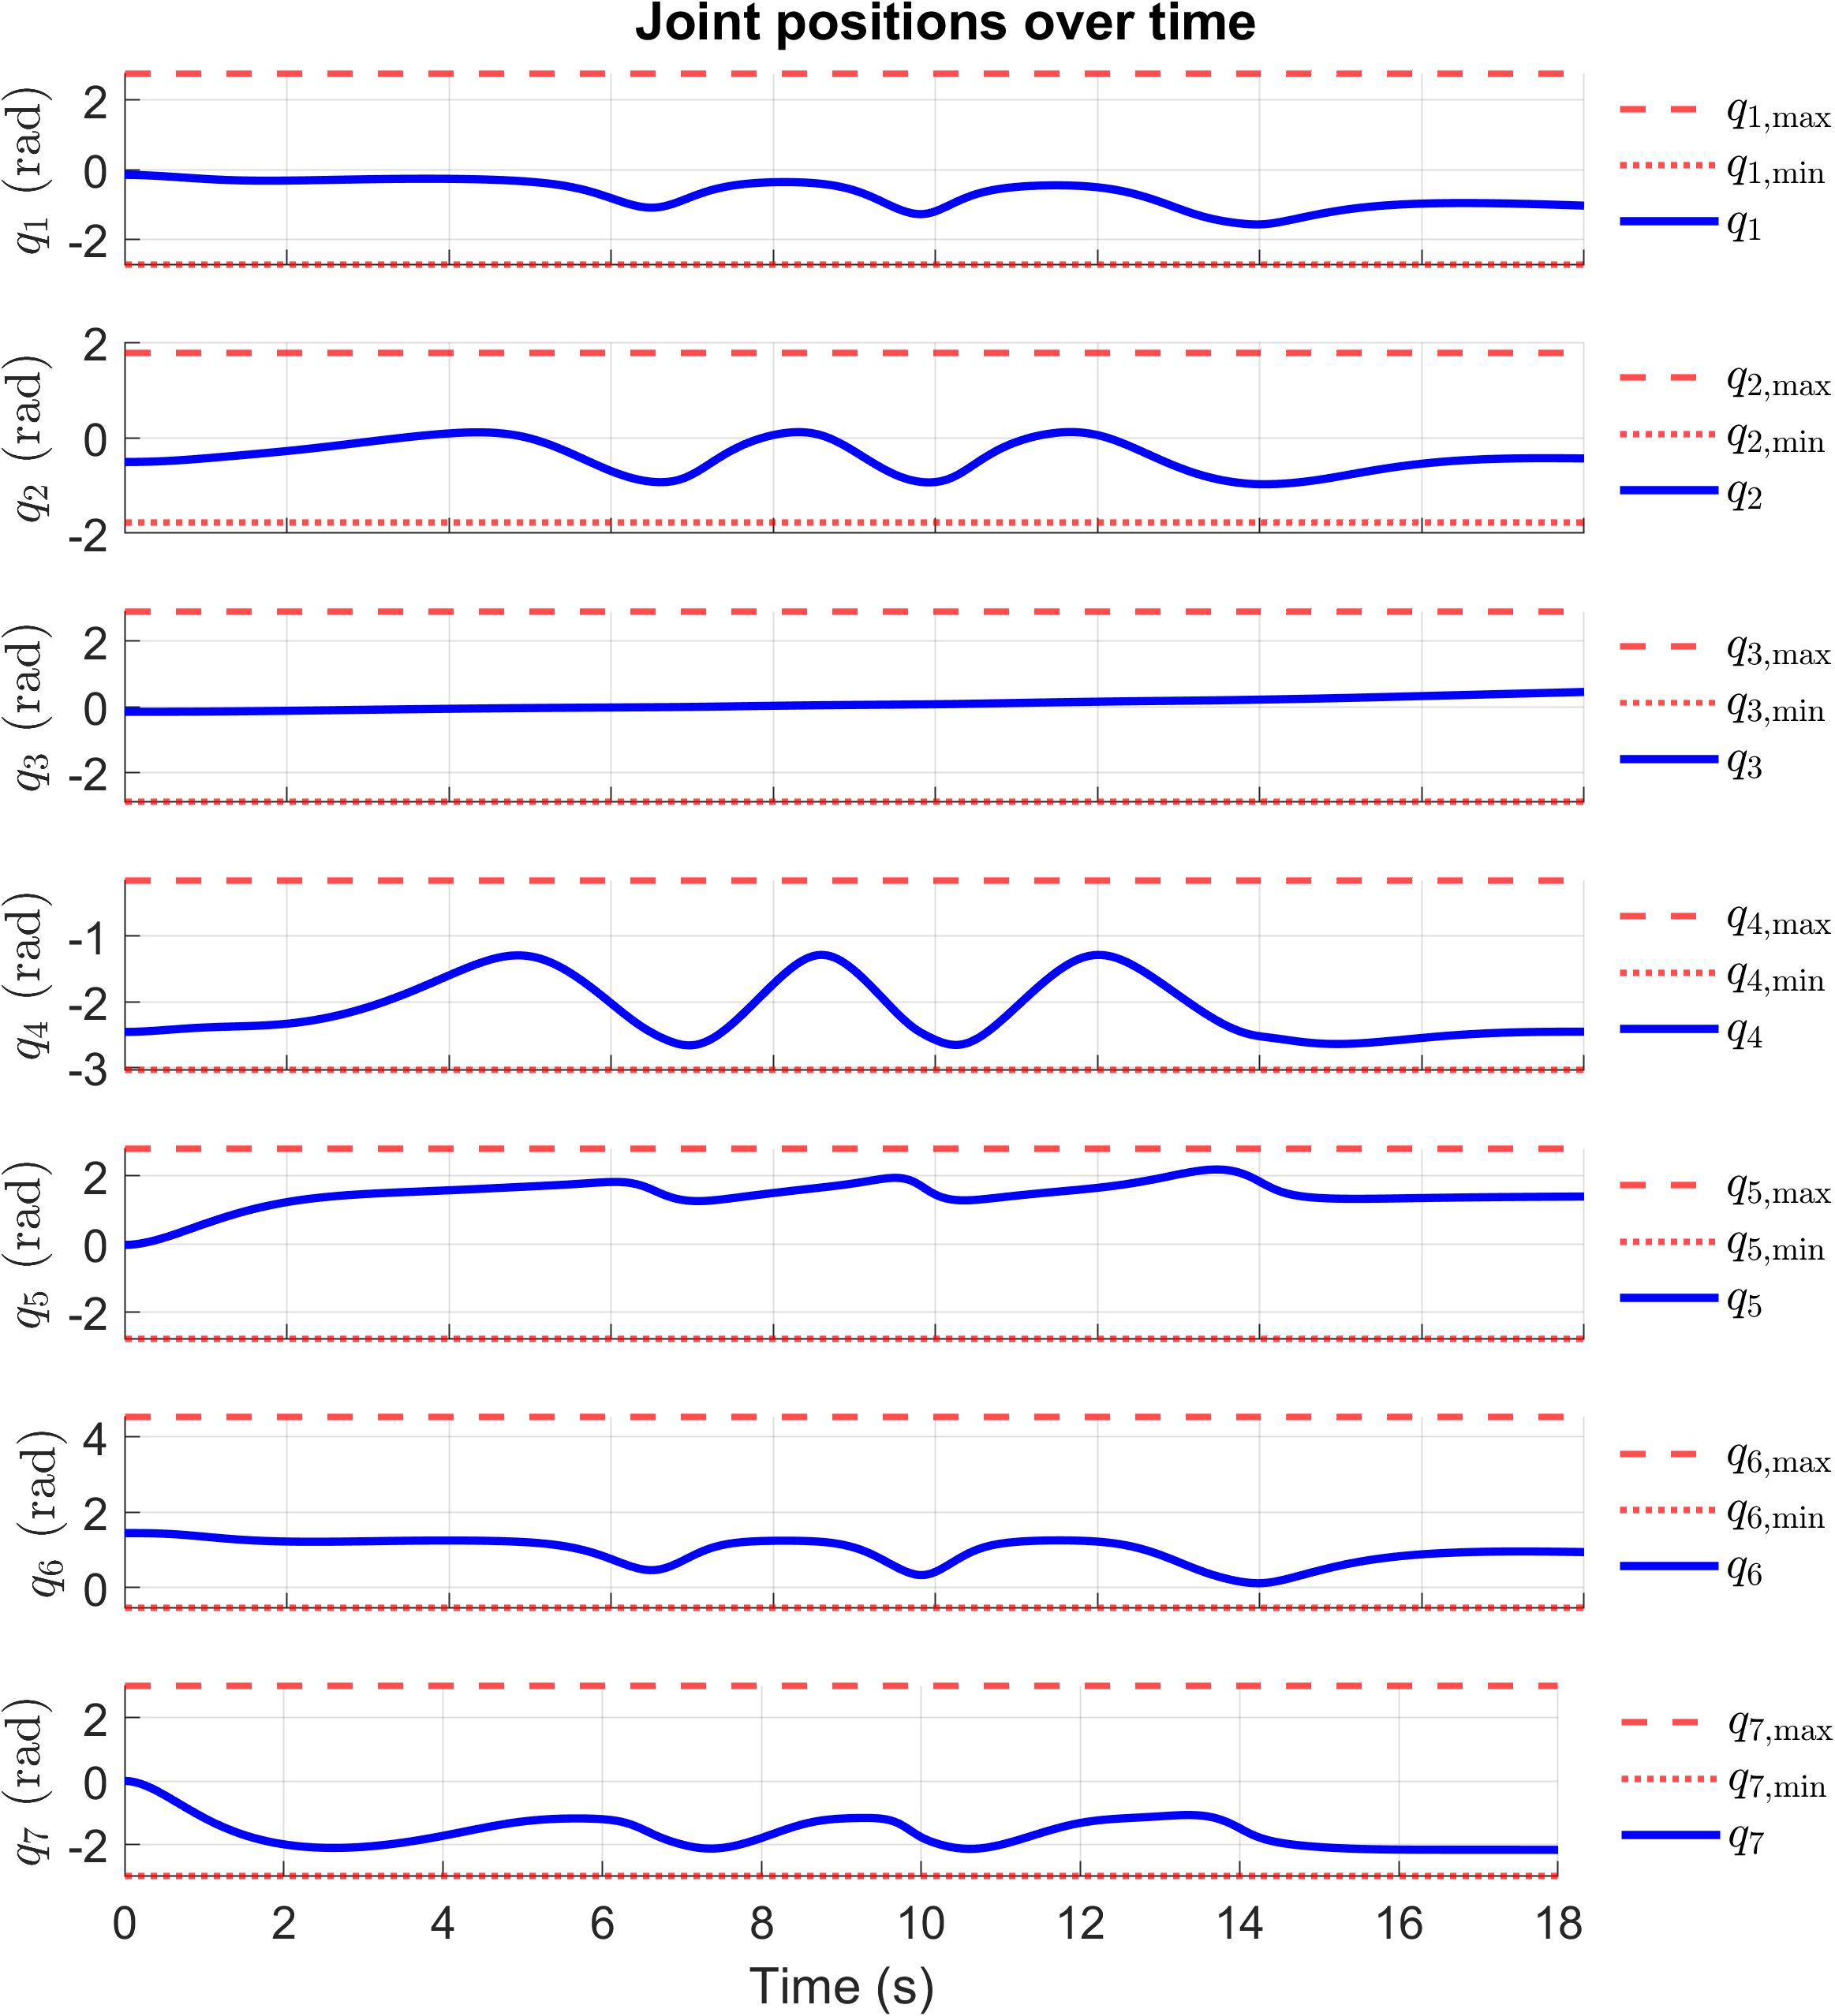 Joint positions over time
q1 (rad)
2
0
-2
q1,max
q1,min
q1
q2 (rad)
2
0
-2
q2,max
q2,min
q2
q3 (rad)
2
0
-2
q3,max
q3,min
q3
q4 (rad)
-1
-2
-3
q4,max
q4,min
q4
q5 (rad)
2
0
-2
q5,max
q5,min
q5
q6 (rad)
4
2
0
q6,max
q6,min
q6
q7 (rad)
2
0
-2
q7,max
q7,min
q7
0 2 4 6 8 10 12 14 16 18
Time (s)